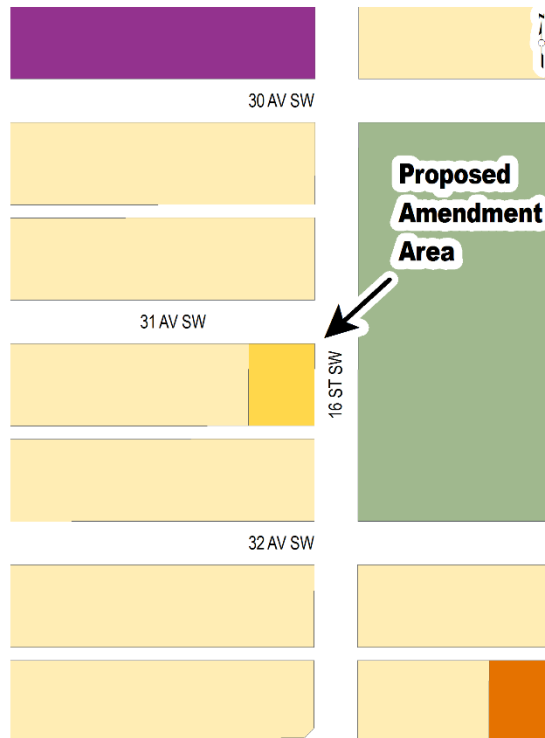 30 AV SW
Proposed
Amendment
Area
31 AV SW
16 ST SW
32 AV SW